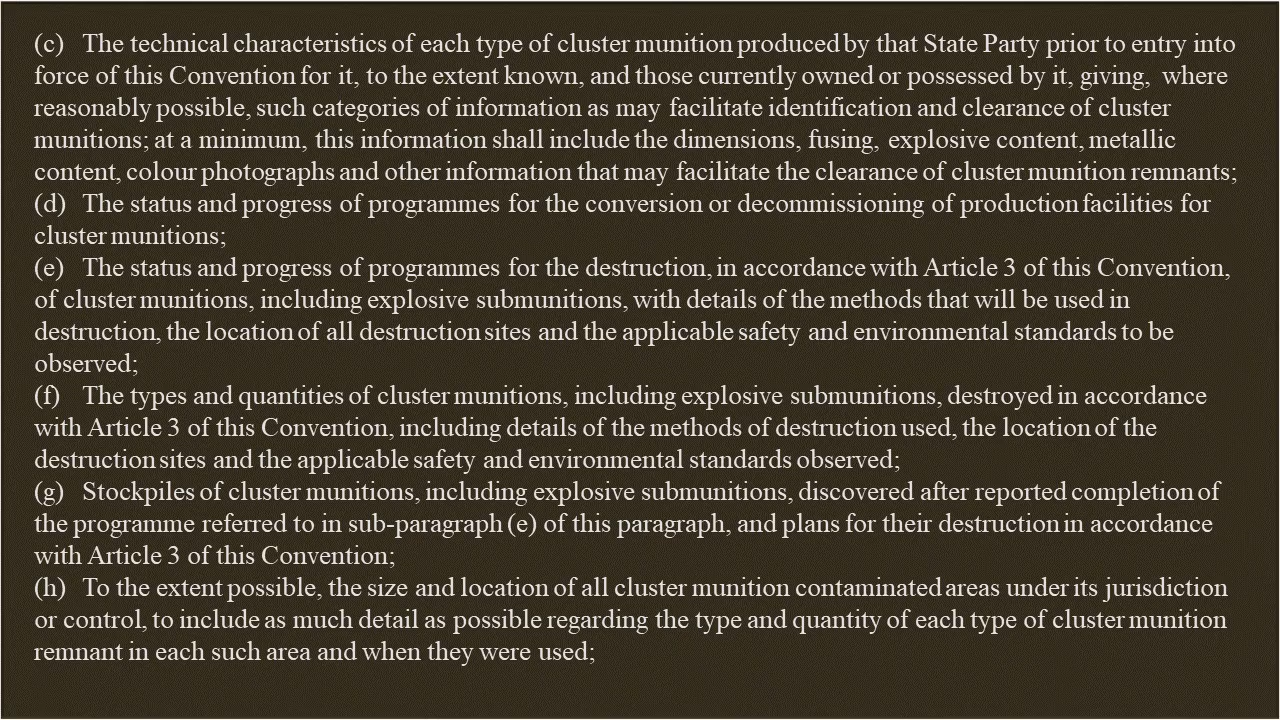 (c) The technical characteristics of each type of cluster munition produced by that State Party prior to entry into
force of this Convention for it, to the extent known, and those currently owned or possessed by it, giving, where
reasonably possible, such categories of information as may facilitate identification and clearance of cluster
munitions; at a minimum, this information shall include the dimensions, fusing, explosive content, metallic
content, colour photographs and other information that may facilitate the clearance of cluster munition remnants;
(d) The status and progress of programmes for the conversion or decommissioning of production facilities for
cluster munitions;
(e) The status and progress of programmes for the destruction, in accordance with Article 3 of this Convention,
of cluster munitions, including explosive submunitions, with details of the methods that will be used in
destruction, the location of all destruction sites and the applicable safety and environmental standards to be
observed;
(f) The types and quantities of cluster munitions, including explosive submunitions, destroyed in accordance
with Article 3 of this Convention, including details of the methods of destruction used, the location of the
destruction sites and the applicable safety and environmental standards observed;
(g) Stockpiles of cluster munitions, including explosive submunitions, discovered after reported completion of
the programme referred to in sub-paragraph (e) of this paragraph, and plans for their destruction in accordance
with Article 3 of this Convention;
(h) To the extent possible, the size and location of all cluster munition contaminated areas under its jurisdiction
or control, to include as much detail as possible regarding the type and quantity of each type of cluster munition
remnant in each such area and when they were used;